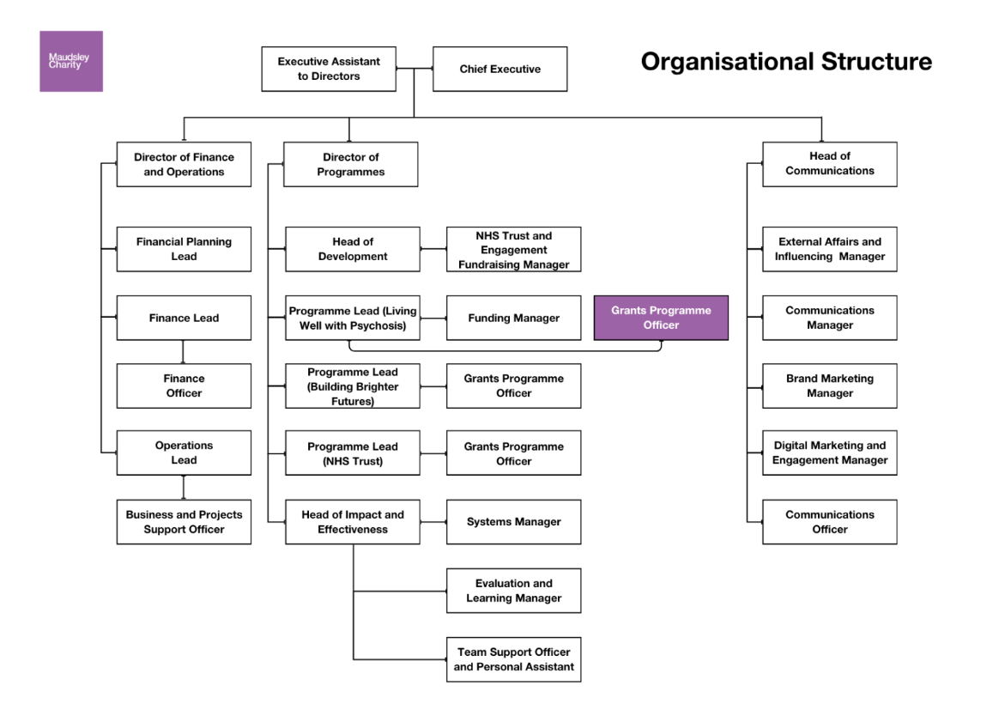 Maudsley
Charity
Organisational Structure
Executive Assistant
to Directors
Chief Executive
Director of Finance
and Operations
Director of
Programmes
Head of
Communications
Financial Planning
Lead
Head of
Development
NHS Trust and
Engagement
Fundraising Manager
External Affairs and
Influencing  Manager
Finance Lead
Programme Lead (Living
Well with Psychosis)
Funding Manager
Grants Programme
Officer
Communications
Manager
Finance
Officer
Programme Lead
(Building Brighter
Futures)
Grants Programme
Officer
Brand Marketing
Manager
Operations
Lead
Programme Lead
(NHS Trust)
Grants Programme
Officer
Digital Marketing and
Engagement Manager
Business and Projects
Support Officer
Head of Impact and
Effectiveness
Systems Manager
Communications
Officer
Evaluation and
Learning Manager
Team Support Officer
and Personal Assistant